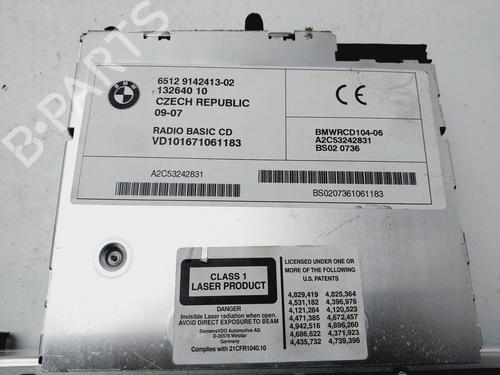 B-PARTS
BMW
6512 9142413-02
132640 10
CZECH REPUBLIC
09-07
RADIO BASIC CD
VD101671061183
CE
BMWRCD104-06
A2C53242831
BS02 0736
A2C53242831
BS0207361061183
CLASS 1
LASER PRODUCT
DANGER
Invisible Laser radiation when open.
AVOID DIRECT EXPOSURE TO BEAM
SiemensVDO Automotive AG
D-35576 Wetzlar
Germany
Complies with 21CFR1040.10
LICENSED UNDER ONE
OR MORE OF THE FOLLOWING
U.S. PATENTS
4,829,419 4,825,364
4,531,182 4,396,976
4,121,284 4,120,523
4,471,385 4,672,457
4,942,516 4,896,260
4,686,622 4,371,923
4,435,732 4,739,396